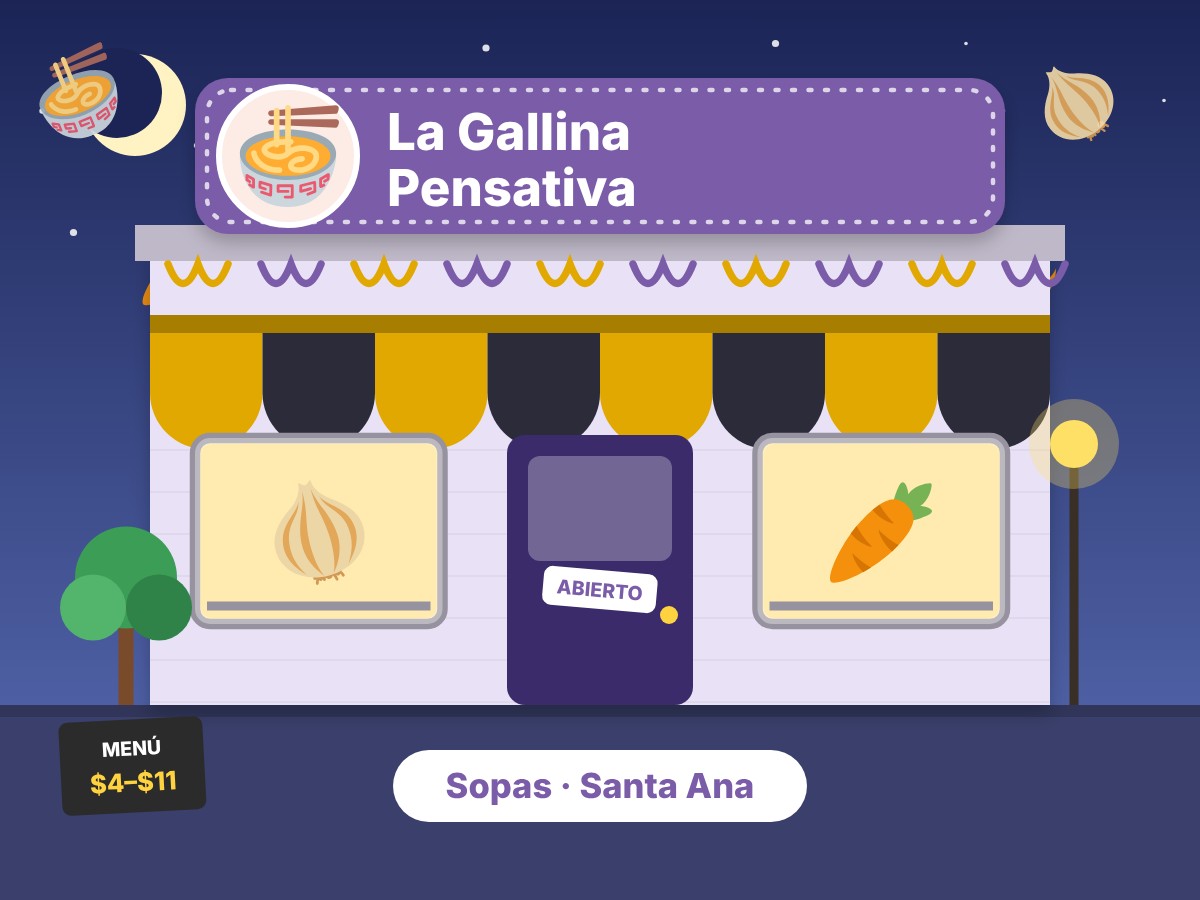 La Gallina
Pensativa
ABIERTO
MENÚ
$4–$11
Sopas · Santa Ana